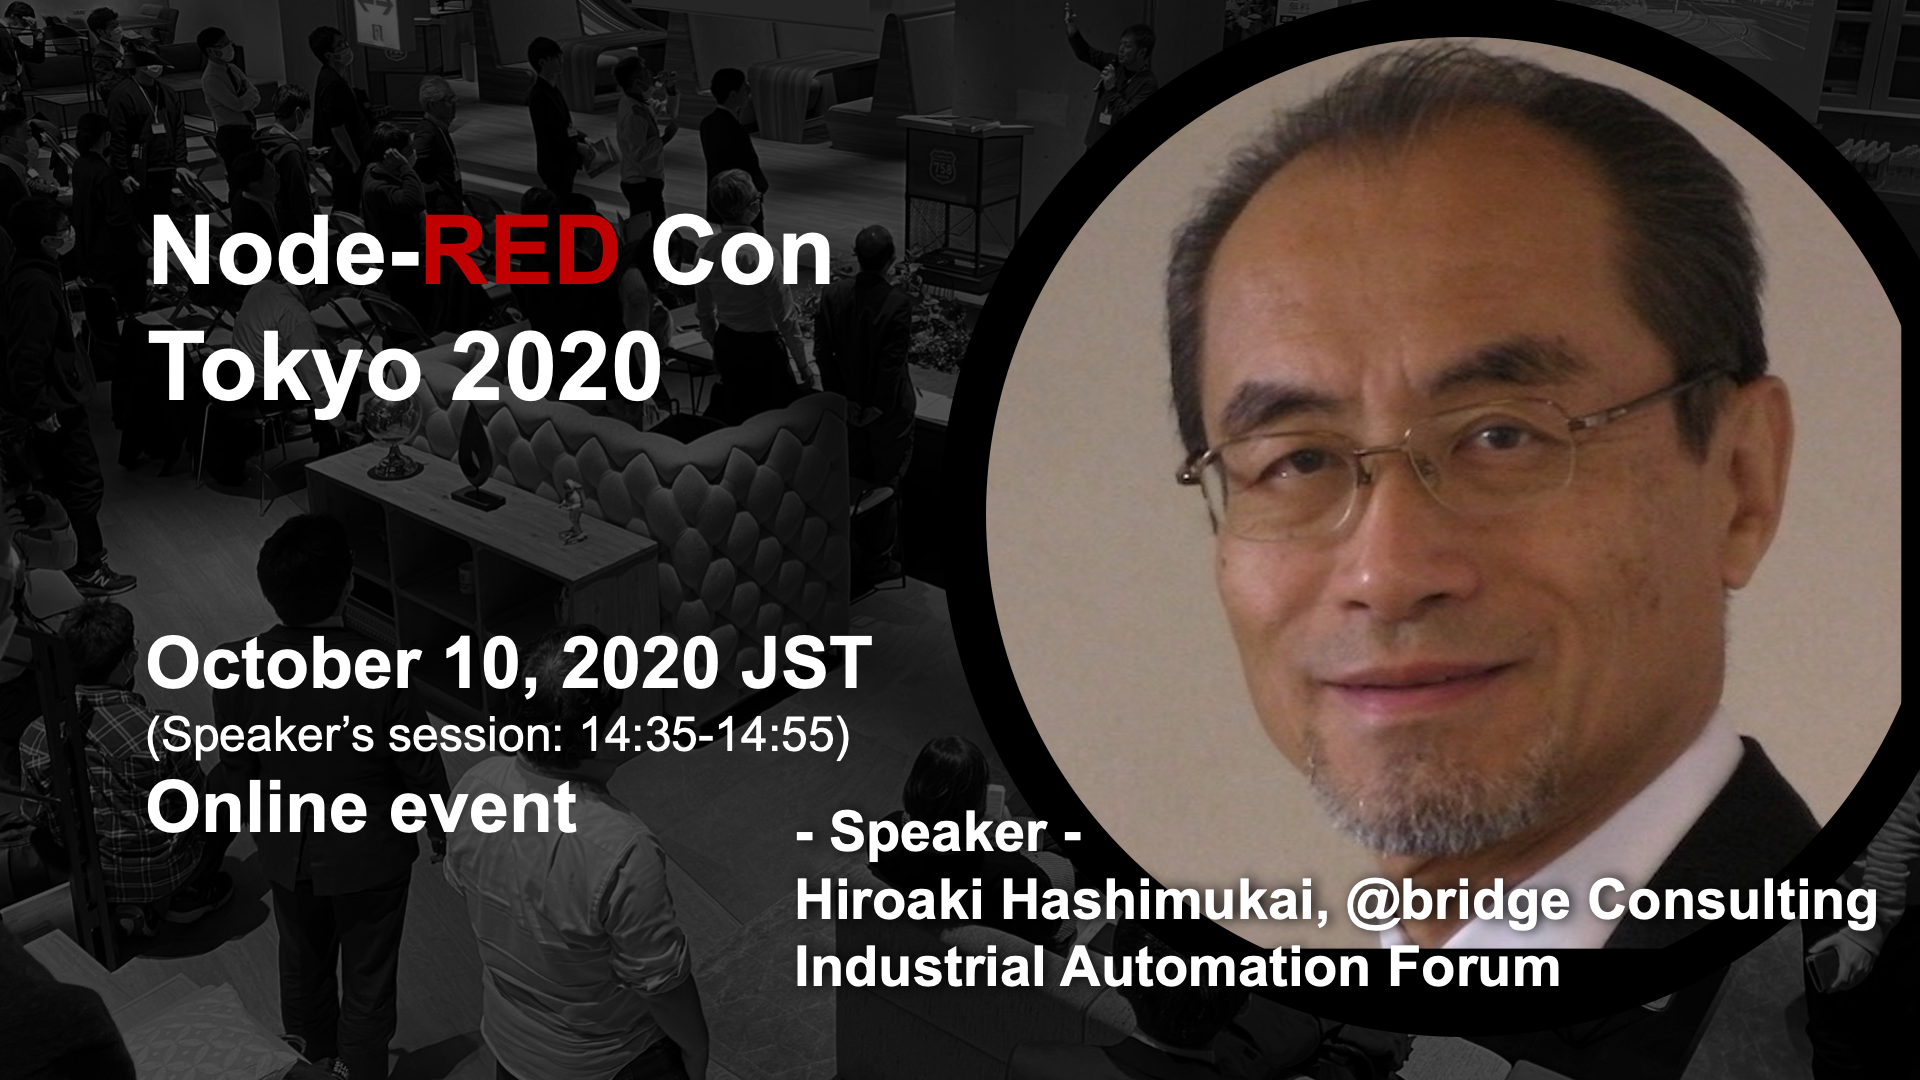 Node-RED Con
Tokyo 2020
October 10, 2020 JST
(Speaker’s session: 14:35-14:55)
Online event
- Speaker -
Hiroaki Hashimukai, @bridge Consulting
Industrial Automation Forum
758